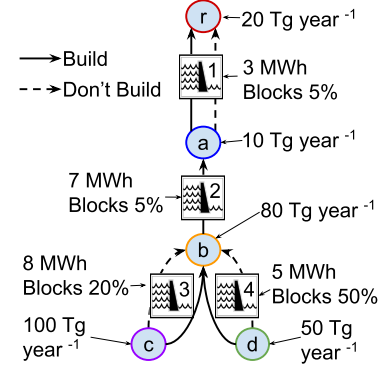 r
20 Tg year -1
Build
Don't Build
1
3 MWh
Blocks 5%
a
10 Tg year -1
7 MWh
Blocks 5%
2
80 Tg year -1
b
8 MWh
Blocks 20%
3
4
5 MWh
Blocks 50%
100 Tg
year -1
c
d
50 Tg
year -1